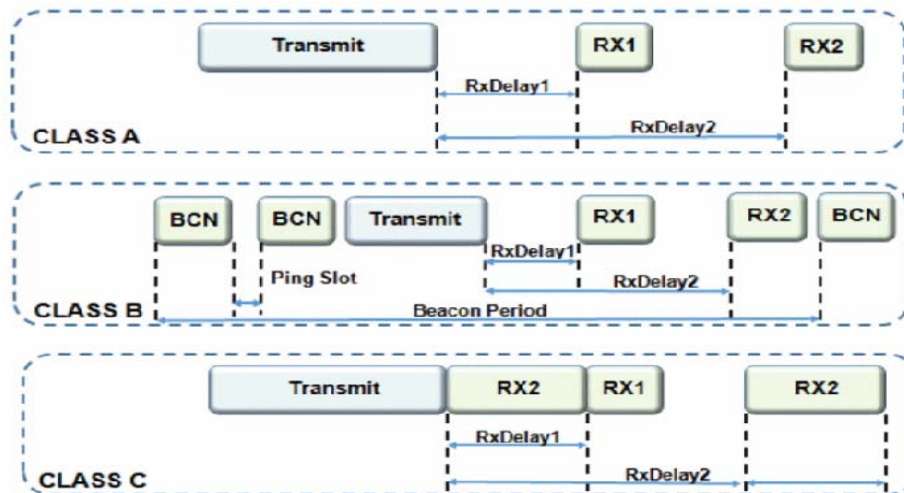 Transmit
RX1
RX2
RxDelay1
RxDelay2
CLASS A
BCN
BCN
Transmit
RX1
RX2
BCN
RxDelay1
Ping Slot
RxDelay2
CLASS B
Beacon Period
Transmit
RX2
RX1
RX2
RxDelay1
RxDelay2
CLASS C